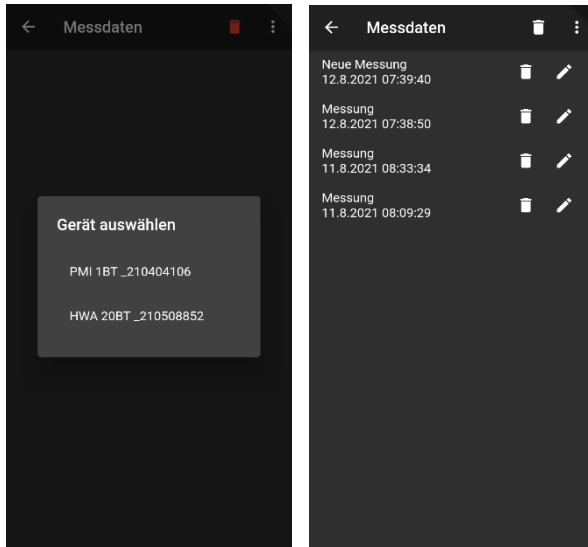 Messdaten
Gerät auswählen
PMI 1BT _210404106
HWA 20BT _210508852
Messdaten
Neue Messung
12.8.2021 07:39:40
Messung
12.8.2021 07:38:50
Messung
11.8.2021 08:33:34
Messung
11.8.2021 08:09:29